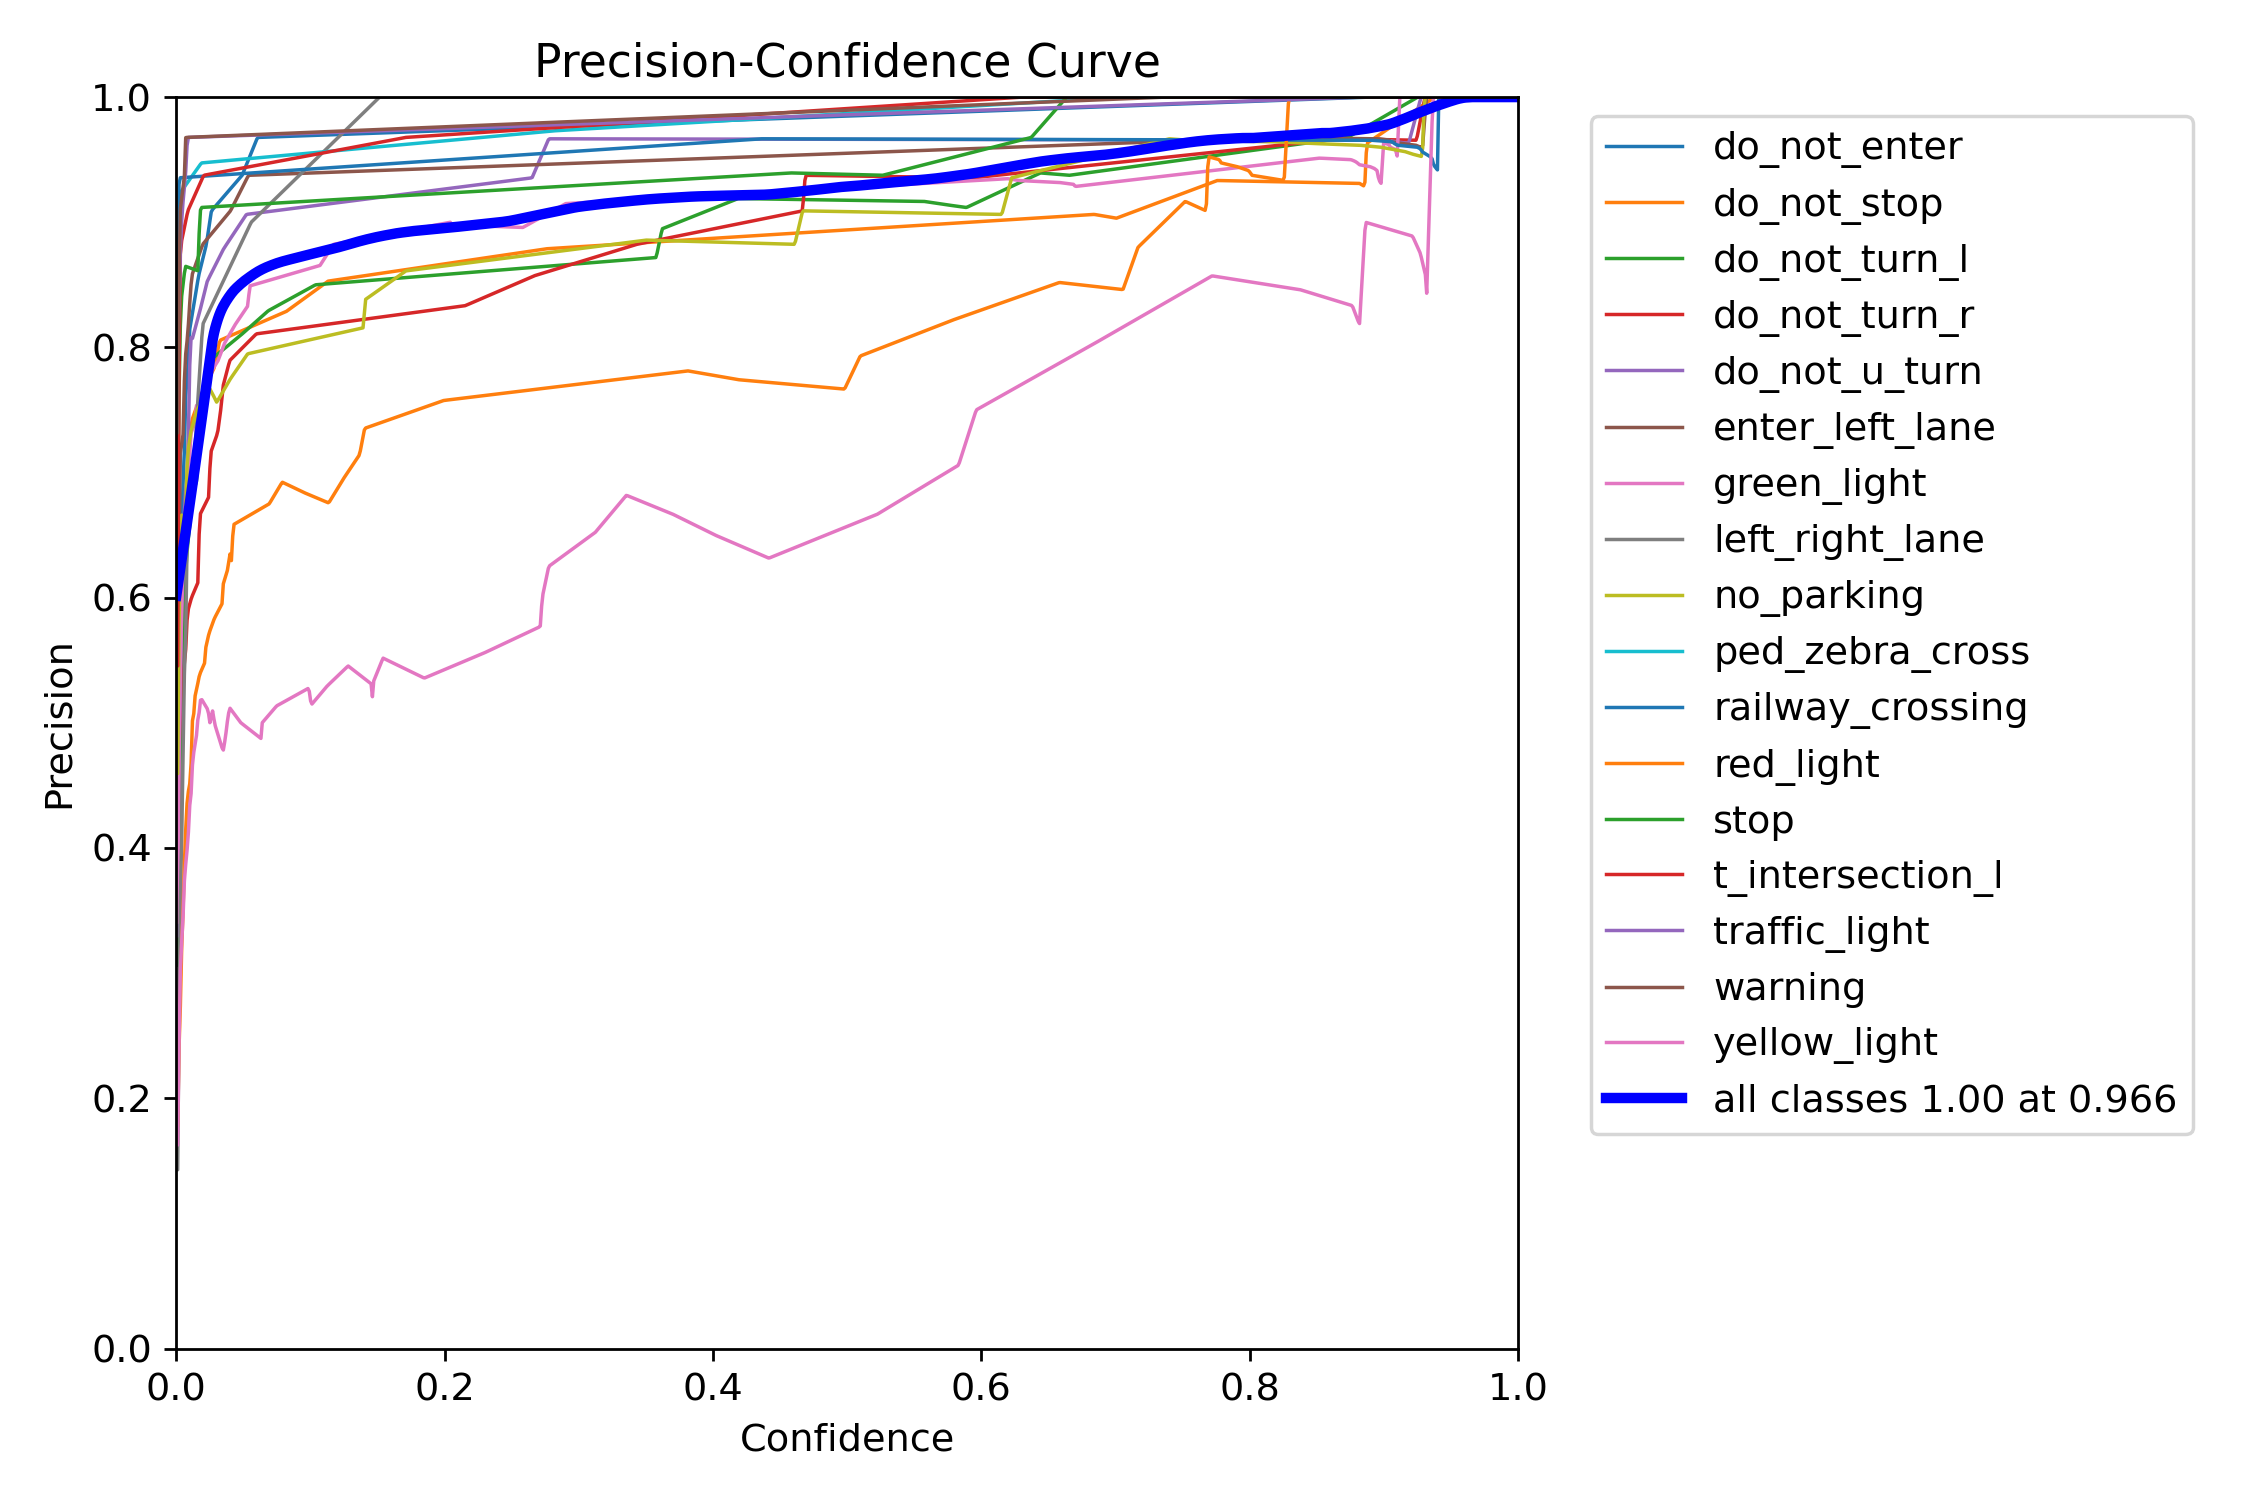 Precision-Confidence Curve
1.0
0.8
0.6
0.4
0.2
0.0
Precision
0.0 0.2 0.4 0.6 0.8 1.0
Confidence
do_not_enter
do_not_stop
do_not_turn_l
do_not_turn_r
do_not_u_turn
enter_left_lane
green_light
left_right_lane
no_parking
ped_zebra_cross
railway_crossing
red_light
stop
t_intersection_l
traffic_light
warning
yellow_light
all classes 1.00 at 0.966